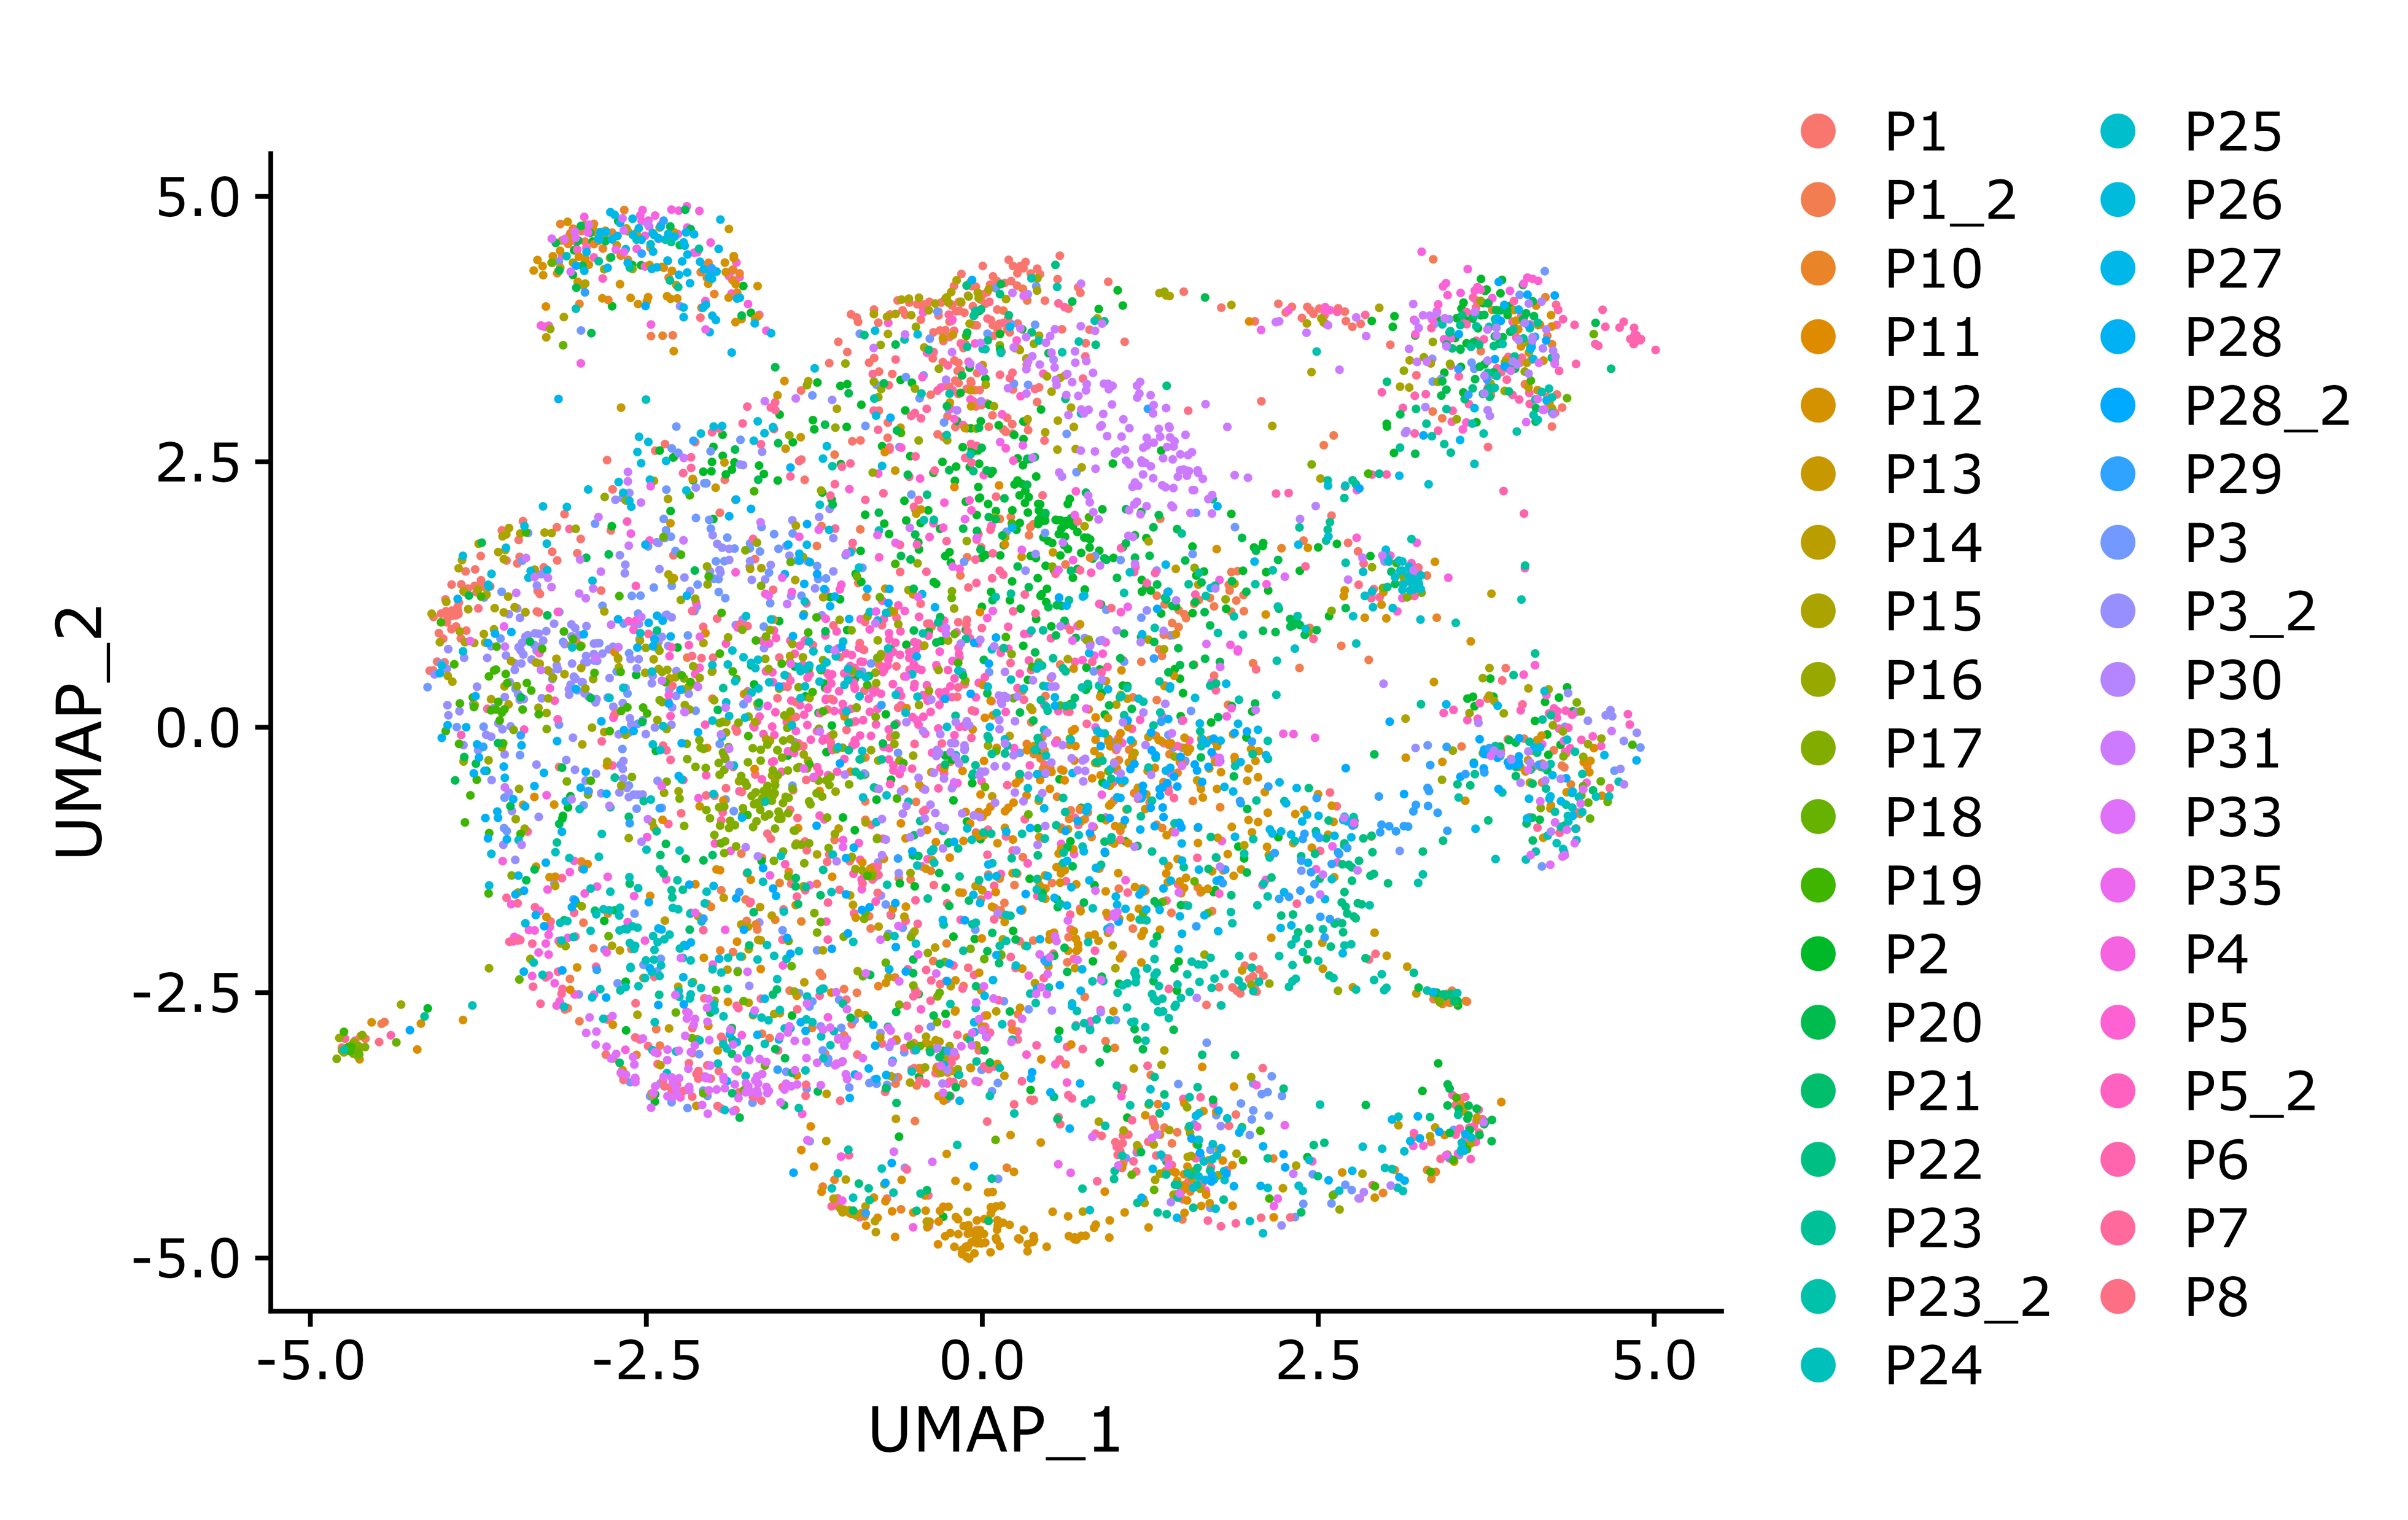 UMAP_2
5.0
2.5
0.0
-2.5
-5.0
-5.0 -2.5 0.0 2.5 5.0
UMAP_1
P1
P1_2
P10
P11
P12
P13
P14
P15
P16
P17
P18
P19
P2
P20
P21
P22
P23
P23_2
P24
P25
P26
P27
P28
P28_2
P29
P3
P3_2
P30
P31
P33
P35
P4
P5
P5_2
P6
P7
P8